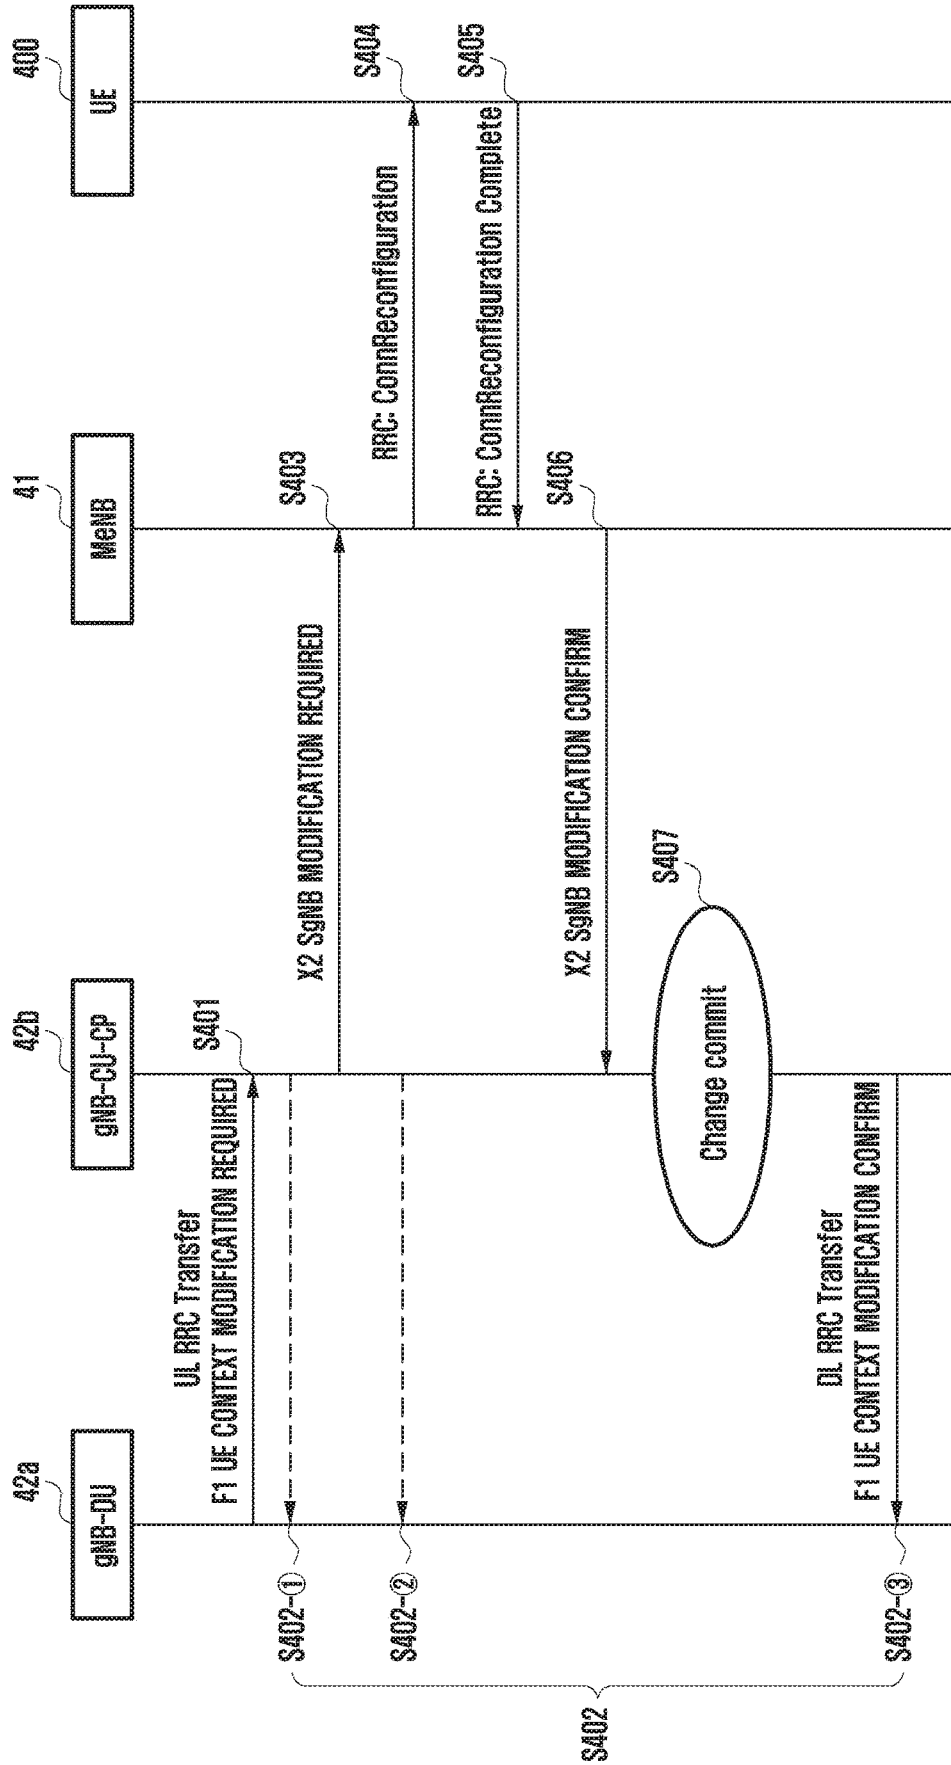 42a
42b
41
400
gNB-DU
gNB-CU-CP
MeNB
UE
UL RRC Transfer
F1 UE CONTEXT MODIFICATION REQUIRED
S401
S402-①
X2 SgNB MODIFICATION REQUIRED
S403
S402-②
RRC: ConnReconfiguration
S404
RRC: ConnReconfiguration Complete
S405
S402
X2 SgNB MODIFICATION CONFIRM
S406
Change commit
S407
DL RRC Transfer
F1 UE CONTEXT MODIFICATION CONFIRM
S402-③